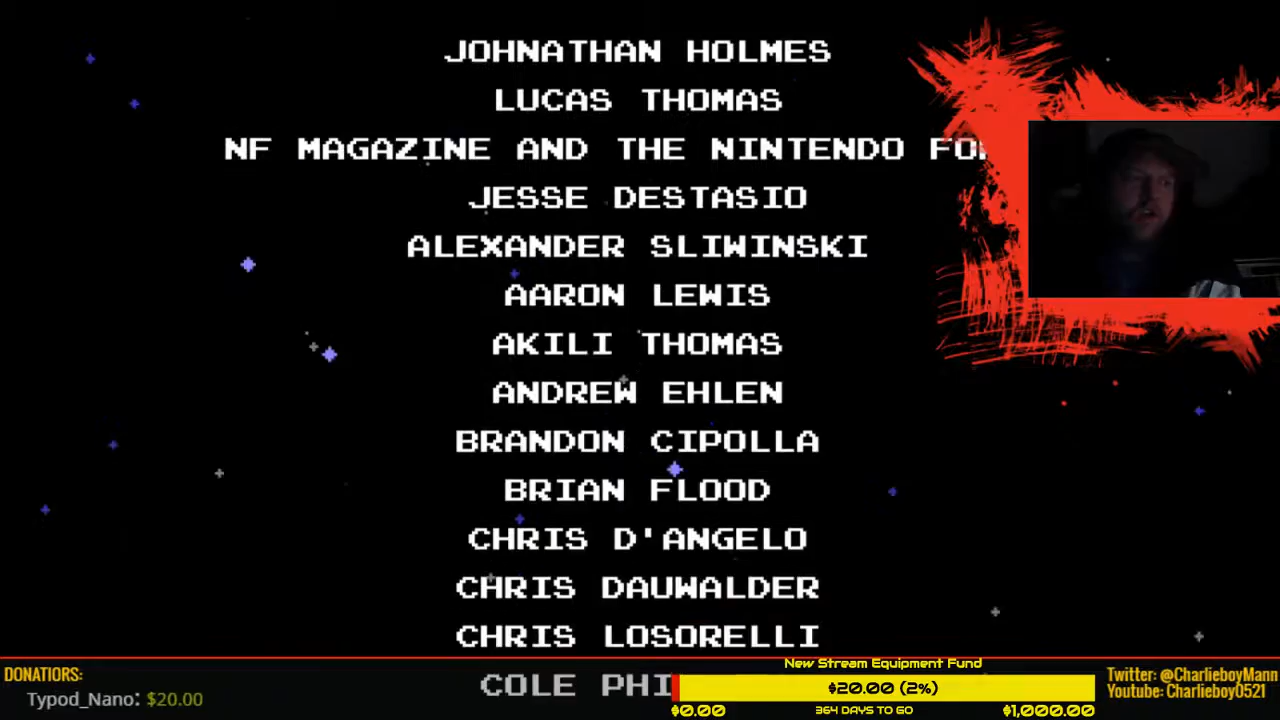 JOHNATHAN HOLMES
LUCAS THOMAS
NF MAGAZINE AND THE NINTENDO
JESSE DESTASIO
ALEXANDER SLIWINSKI
AARON LEWIS
AKILI THOMAS
ANDREW EHLEN
BRANDON CIPOLLA
BRIAN FLOOD
CHRIS D'ANGELO
CHRIS DAUWALDER
CHRIS LOSORELLI
COLE PHI
DONATIORS:
Typod_Nano: $20.00
New Stream Equipment Fund
$20.00 (2%)
$0.00 364 DAYS TO GO $1,000.00
Twitter: @CharlieboyMann
Youtube: Charlieboy0521